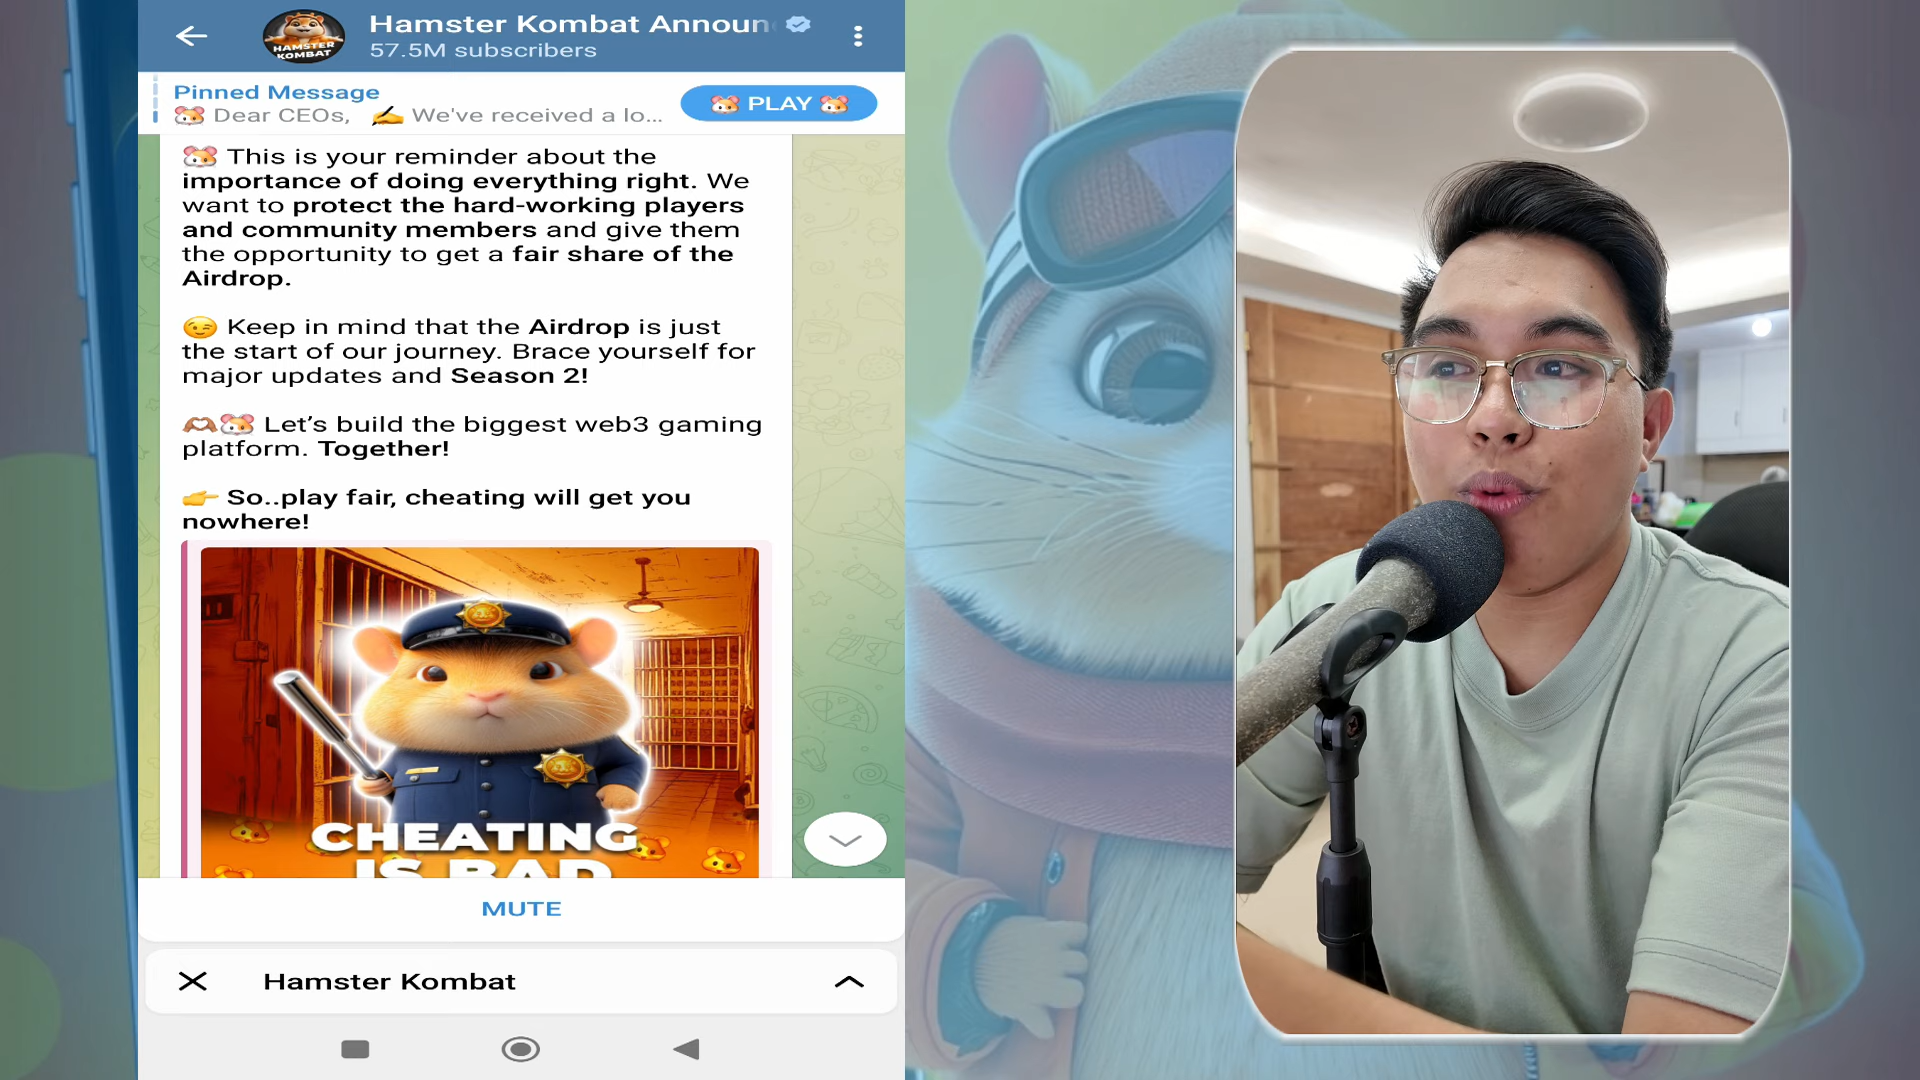 Hamster Kombat Announ
57.5M subscribers
HAMSTER
KOMBAT
Pinned Message
🐹 Dear CEOs, ✍️ We've received a lo...
🐹 PLAY 🐹
🐹 This is your reminder about the
importance of doing everything right. We
want to protect the hard-working players
and community members and give them
the opportunity to get a fair share of the
Airdrop.
😉 Keep in mind that the Airdrop is just
the start of our journey. Brace yourself for
major updates and Season 2!
🫶🏽🐹 Let’s build the biggest web3 gaming
platform. Together!
👉 So..play fair, cheating will get you
nowhere!
CHEATING
IS BAD
MUTE
Hamster Kombat